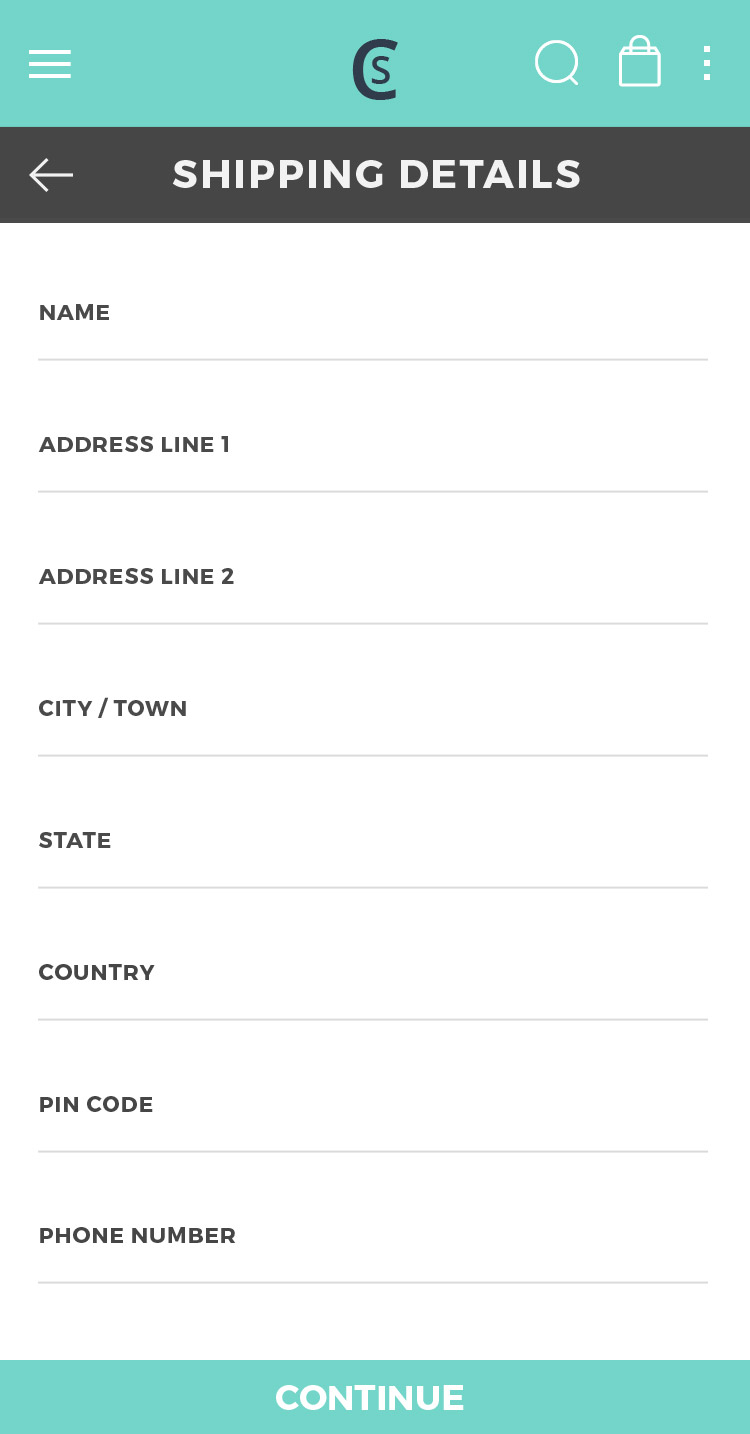 CS
SHIPPING DETAILS
NAME
ADDRESS LINE 1
ADDRESS LINE 2
CITY / TOWN
STATE
COUNTRY
PIN CODE
PHONE NUMBER
CONTINUE